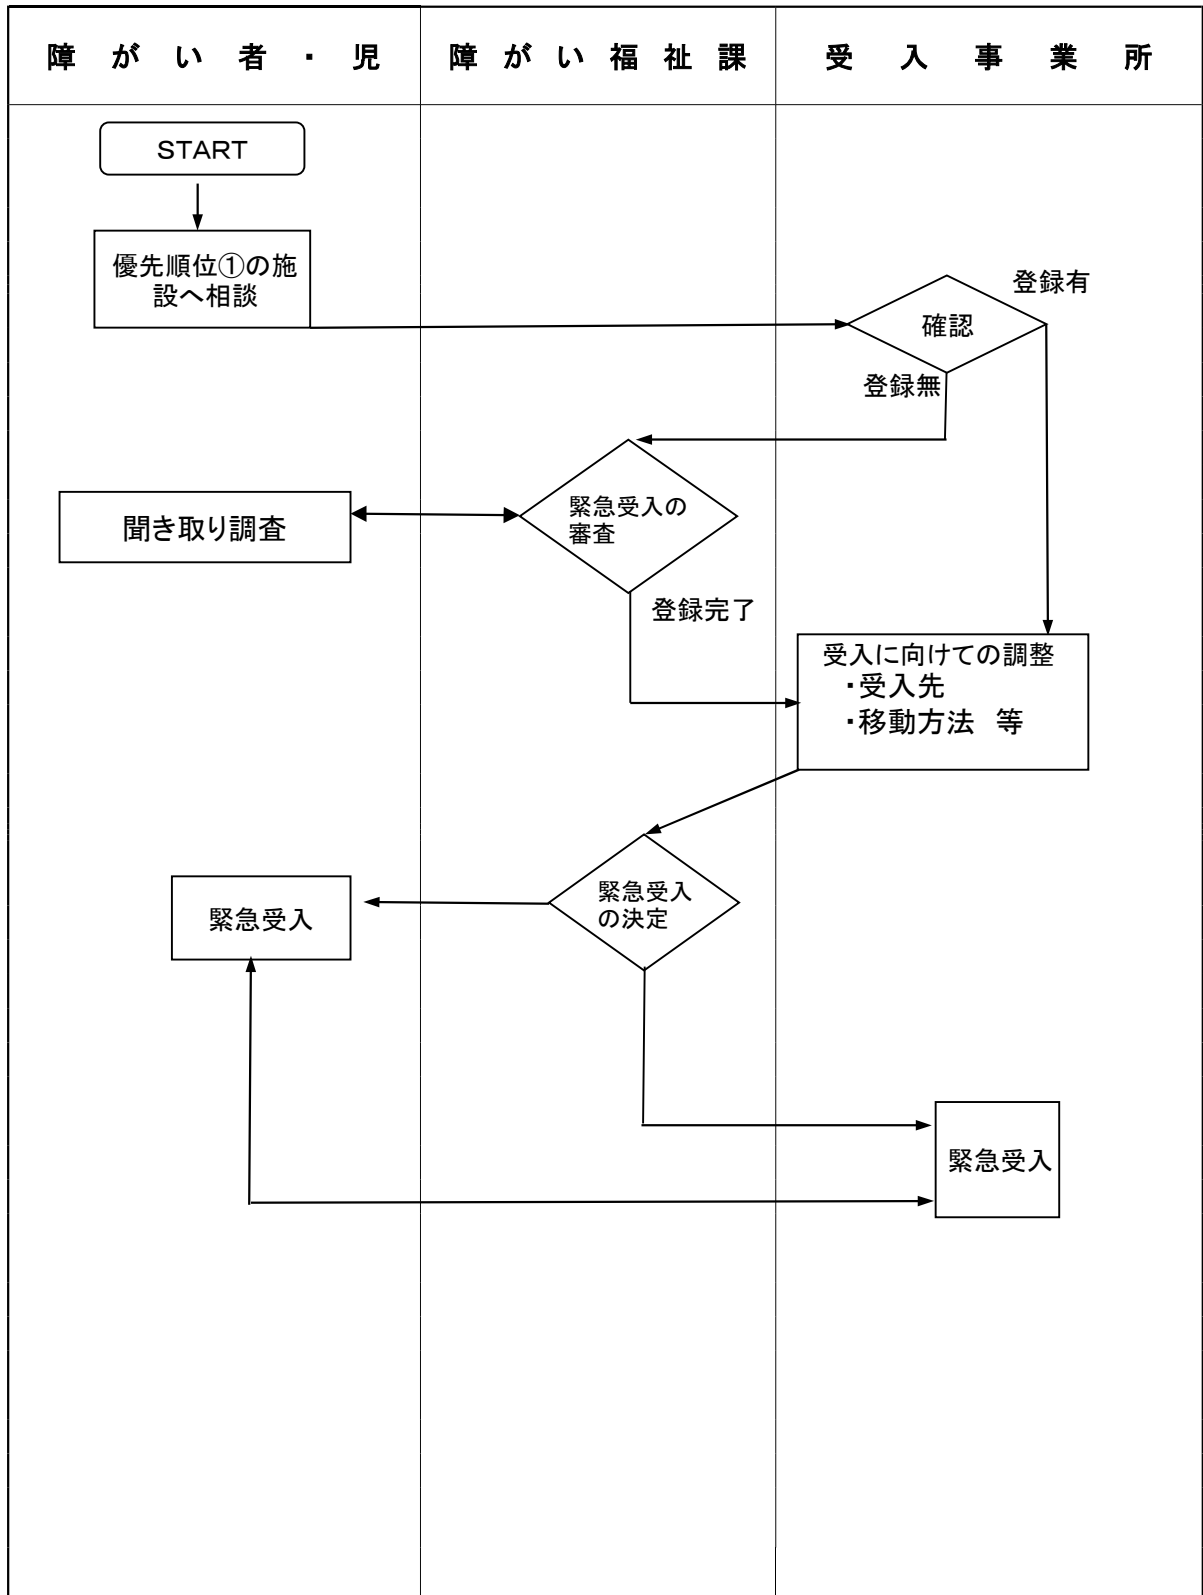 障がい者・児
障がい福祉課
受入事業所
START
優先順位①の施
設へ相談
登録有
確認
登録無
緊急受入の
審査
聞き取り調査
登録完了
受入に向けての調整
・受入先
・移動方法　等
緊急受入
の決定
緊急受入
緊急受入